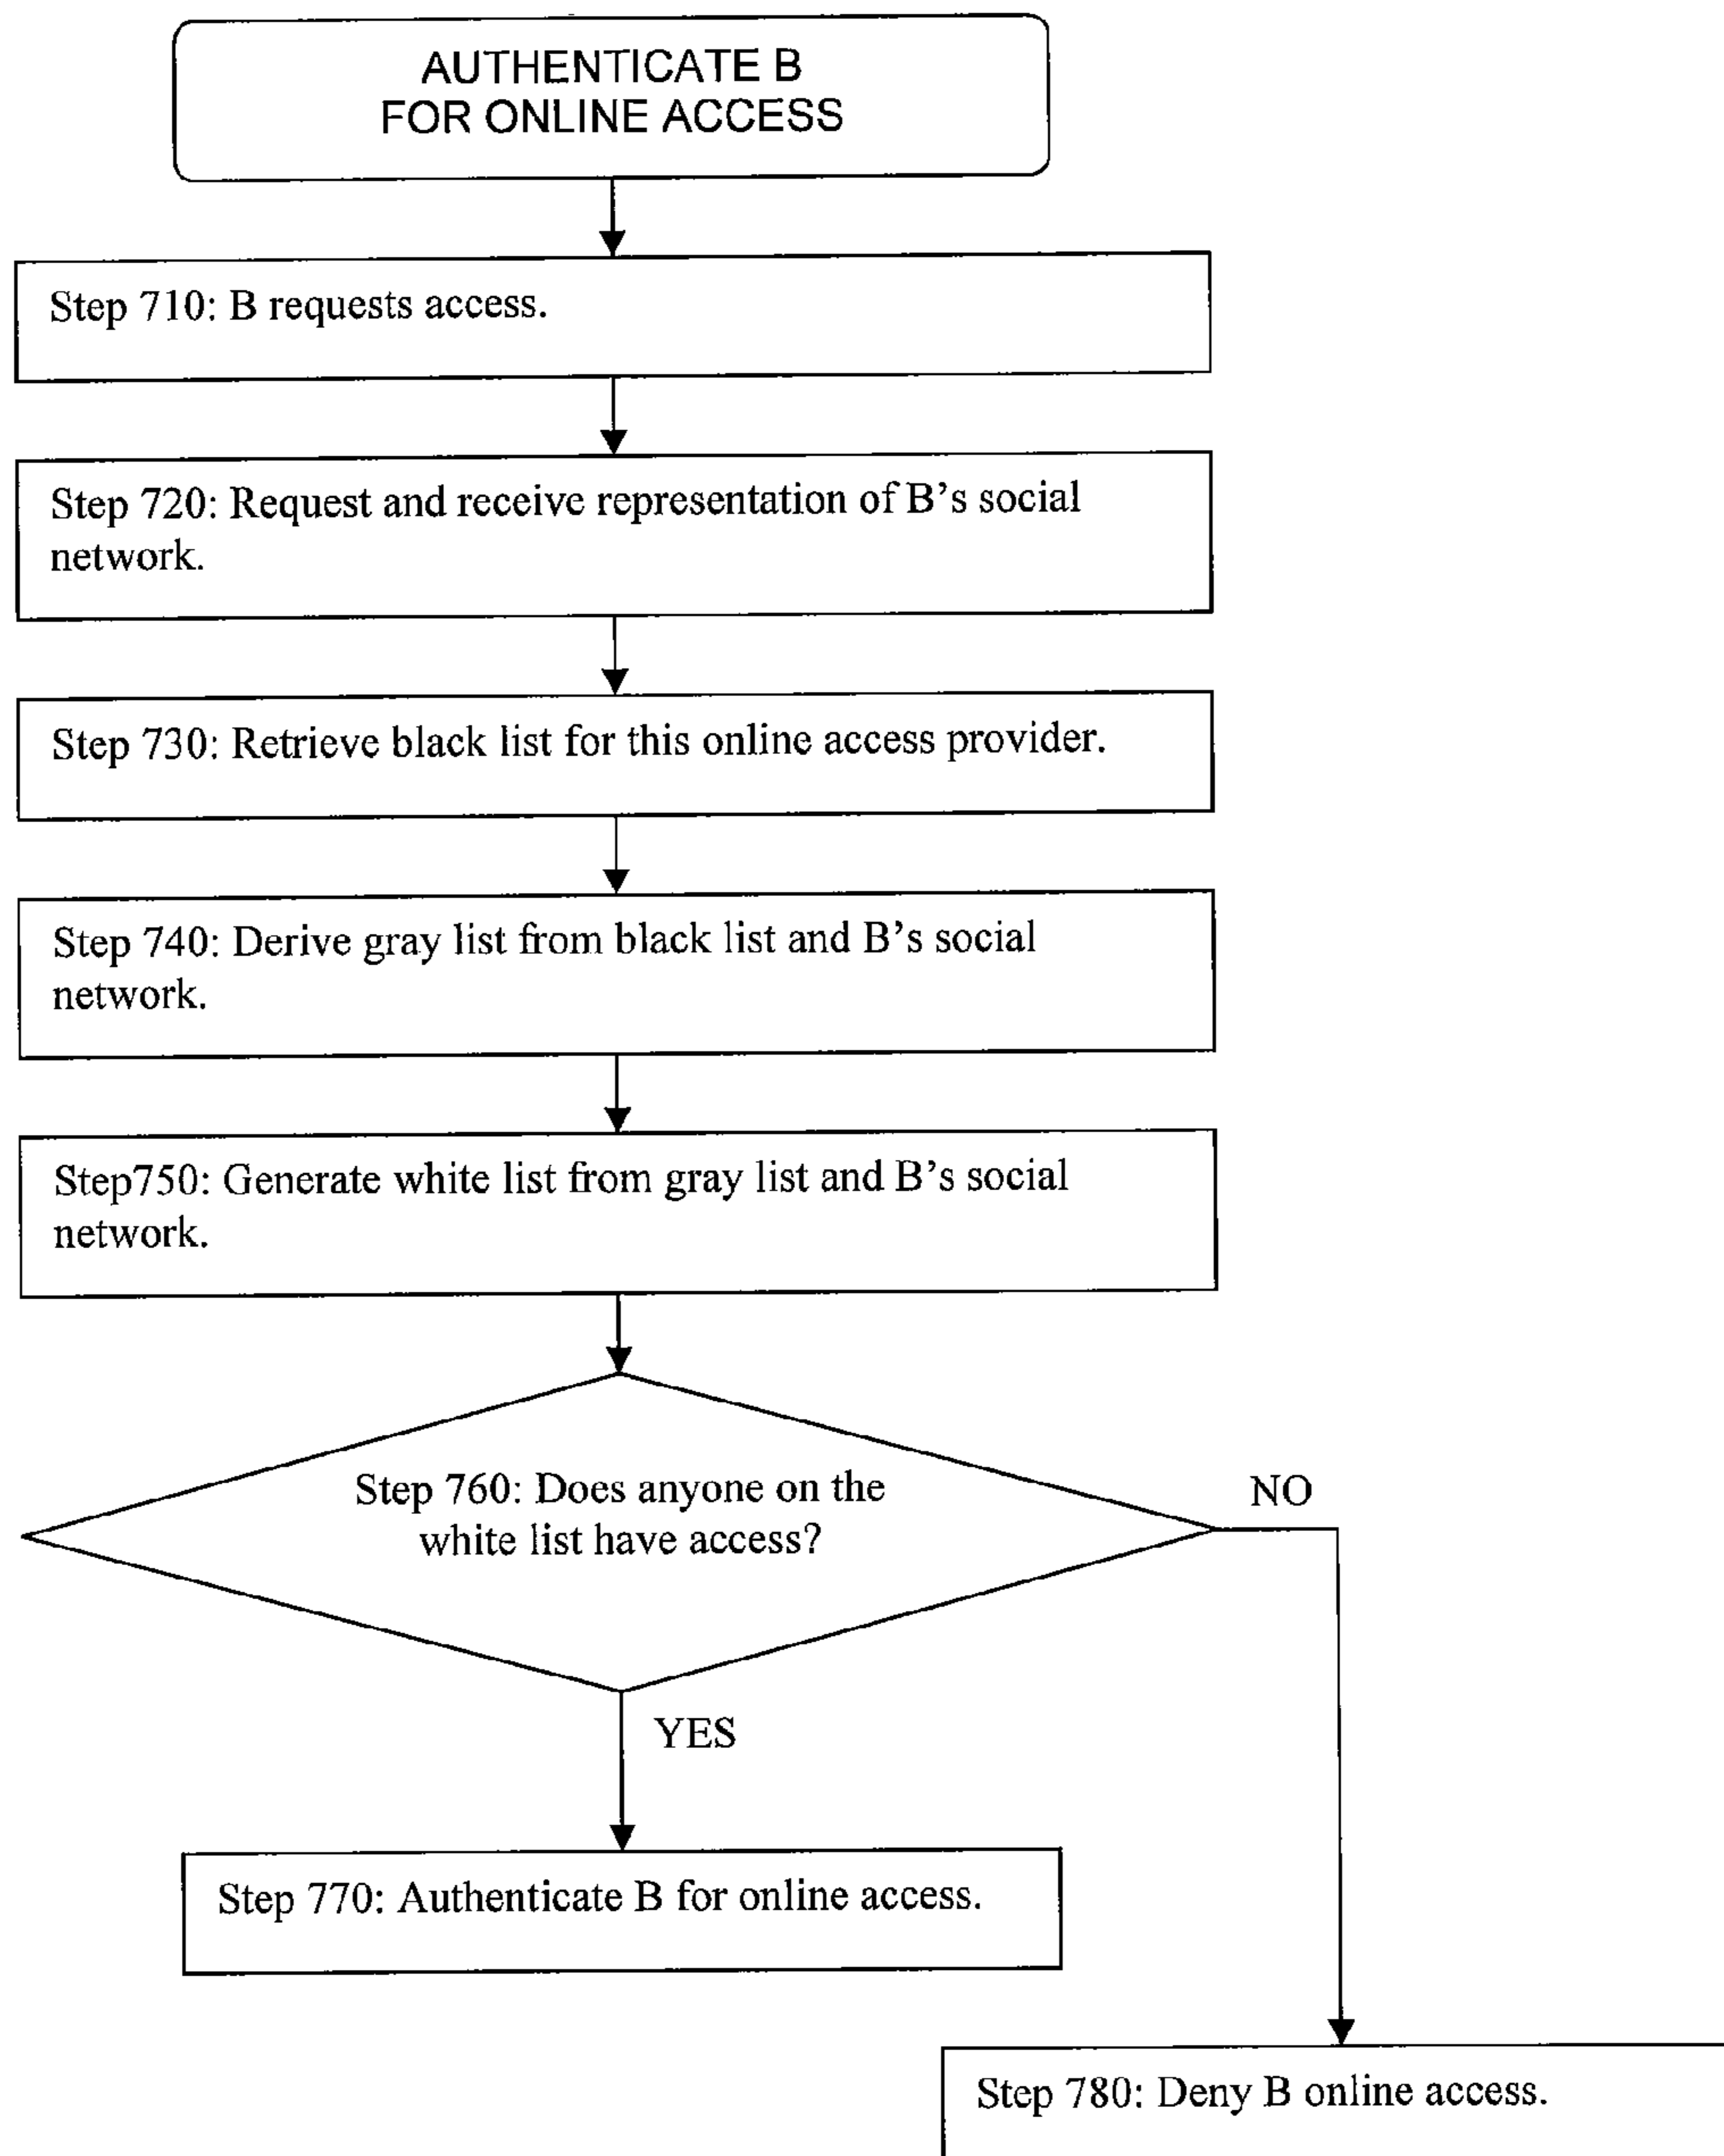 AUTHENTICATE B
FOR ONLINE ACCESS
Step 710: B requests access.
Step 720: Request and receive representation of B's social
network.
Step 730: Retrieve black list for this online access provider.
Step 740: Derive gray list from black list and B's social
network.
Step750: Generate white list from gray list and B's social
network.
Step 760: Does anyone on the
white list have access?
NO
YES
Step 770: Authenticate B for online access.
Step 780: Deny B online access.